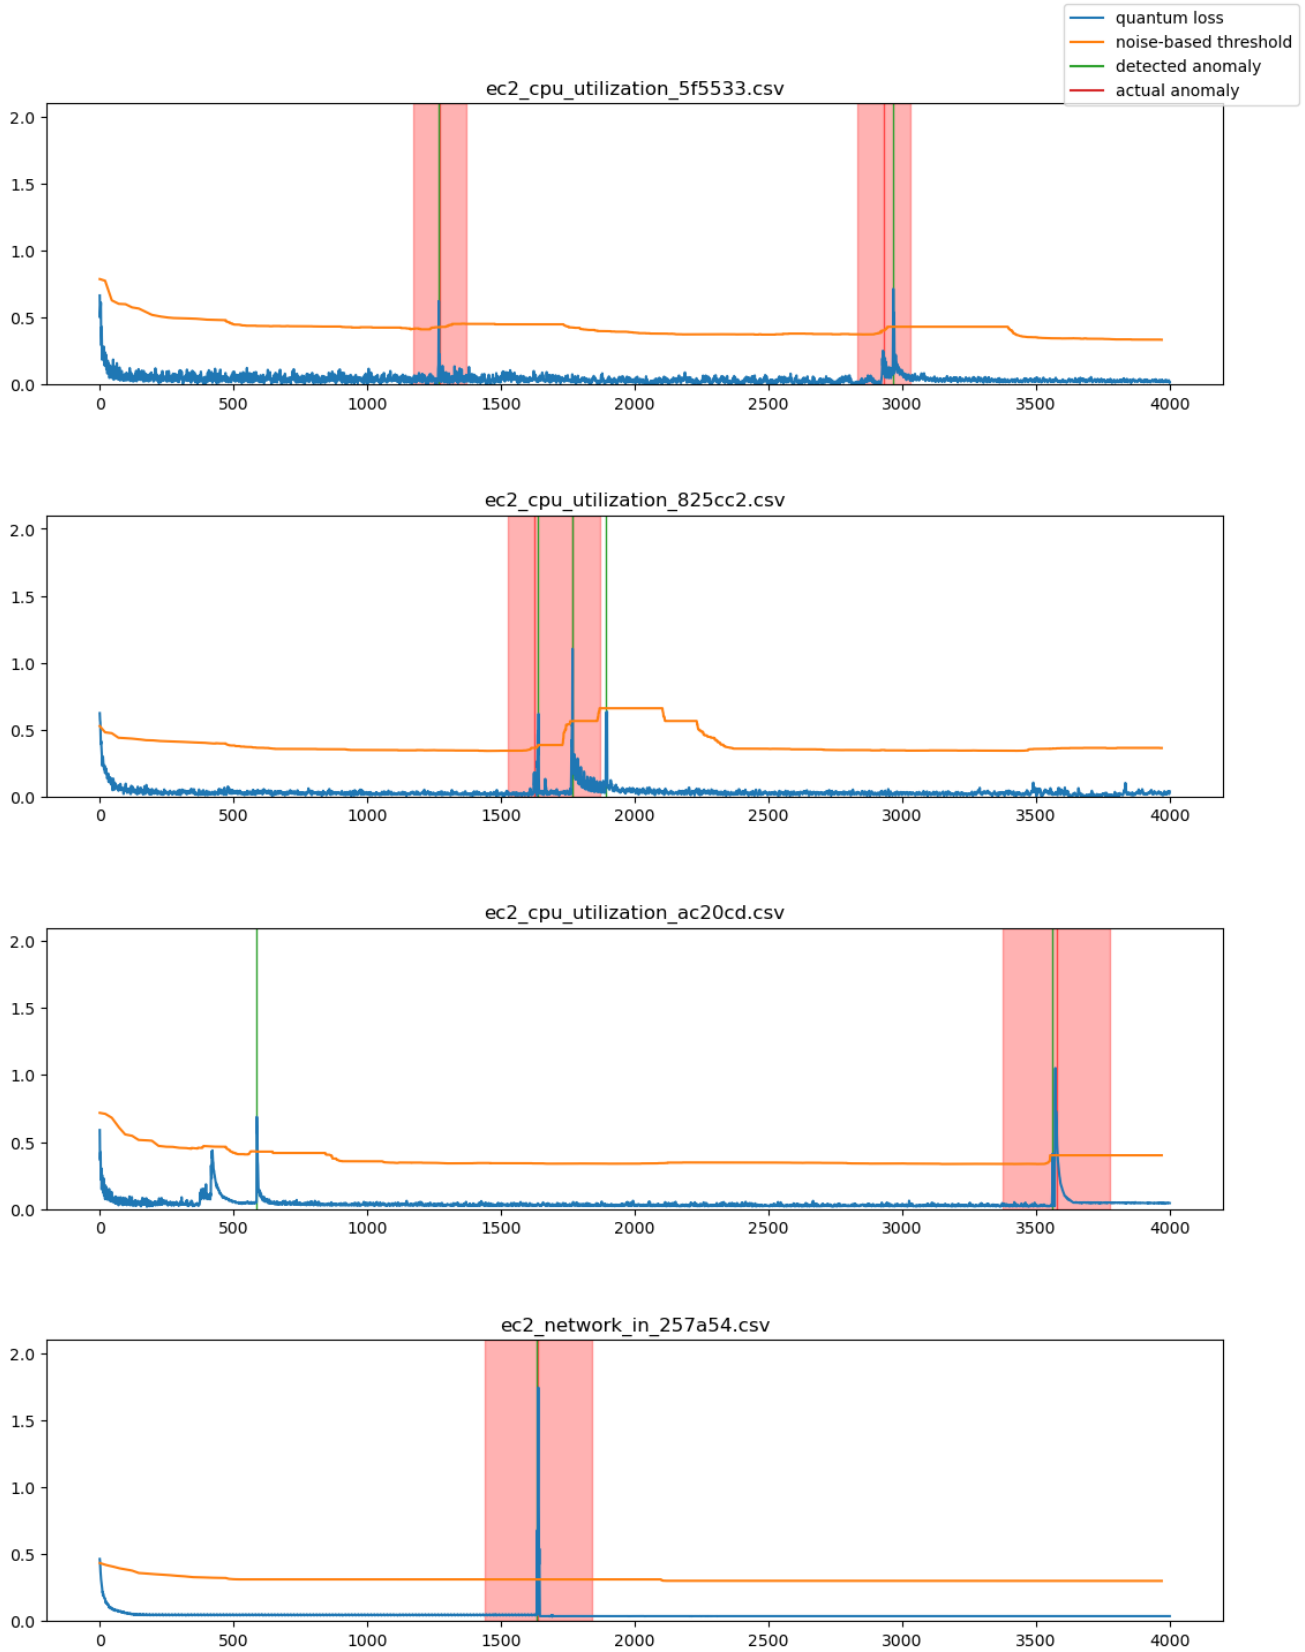 quantum loss
noise-based threshold
detected anomaly
actual anomaly
ec2_cpu_utilization_5f5533.csv
2.0
1.5
1.0
0.5
0.0
0 500 1000 1500 2000 2500 3000 3500 4000
ec2_cpu_utilization_825cc2.csv
2.0
1.5
1.0
0.5
0.0
0 500 1000 1500 2000 2500 3000 3500 4000
ec2_cpu_utilization_ac20cd.csv
2.0
1.5
1.0
0.5
0.0
0 500 1000 1500 2000 2500 3000 3500 4000
ec2_network_in_257a54.csv
2.0
1.5
1.0
0.5
0.0
0 500 1000 1500 2000 2500 3000 3500 4000